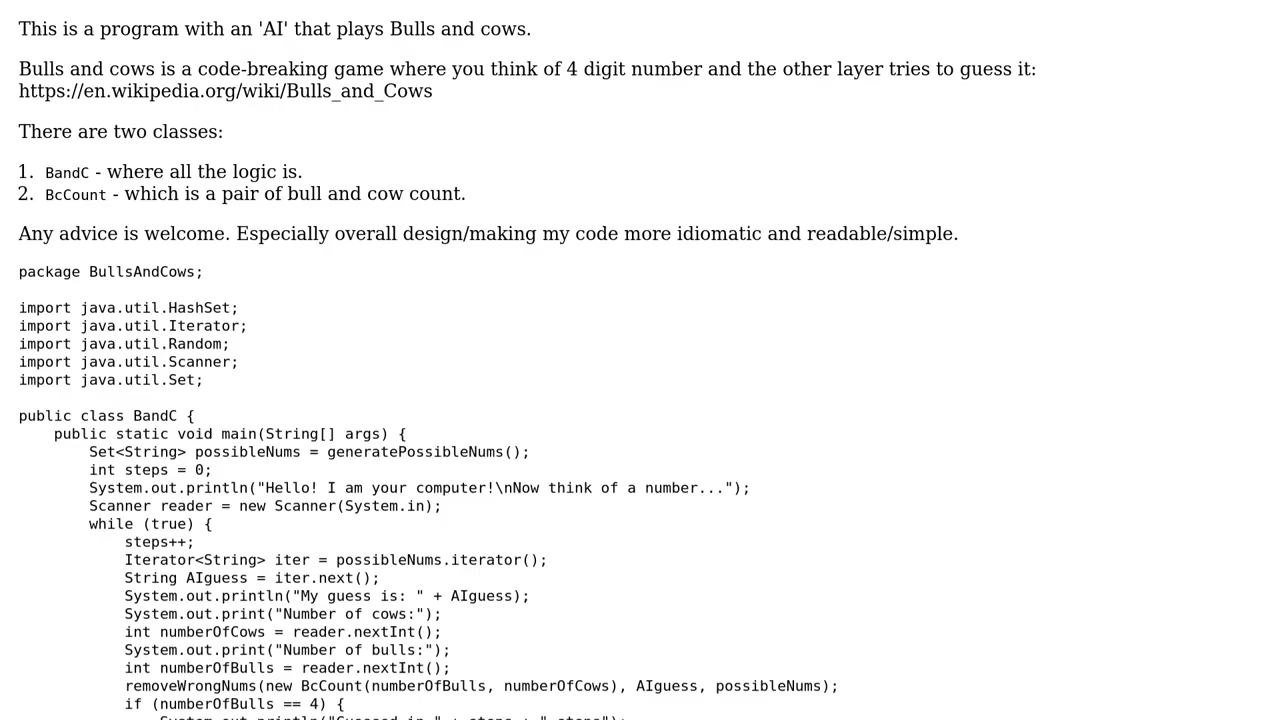 This is a program with an 'AI' that plays Bulls and cows.
Bulls and cows is a code-breaking game where you think of 4 digit number and the other layer tries to guess it:
https://en.wikipedia.org/wiki/Bulls_and_Cows
There are two classes:
1. BandC - where all the logic is.
2. BcCount - which is a pair of bull and cow count.
Any advice is welcome. Especially overall design/making my code more idiomatic and readable/simple.
package BullsAndCows;
import java.util.HashSet;
import java.util.Iterator;
import java.util.Random;
import java.util.Scanner;
import java.util.Set;
public class BandC {
    public static void main(String[] args) {
        Set<String> possibleNums = generatePossibleNums();
        int steps = 0;
        System.out.println("Hello! I am your computer!\nNow think of a number...");
        Scanner reader = new Scanner(System.in);
        while (true) {
            steps++;
            Iterator<String> iter = possibleNums.iterator();
            String AIguess = iter.next();
            System.out.println("My guess is: " + AIguess);
            System.out.print("Number of cows:");
            int numberOfCows = reader.nextInt();
            System.out.print("Number of bulls:");
            int numberOfBulls = reader.nextInt();
            removeWrongNums(new BcCount(numberOfBulls, numberOfCows), AIguess, possibleNums);
            if (numberOfBulls == 4) {
                System.out.println("Guessed in " + steps + " steps");